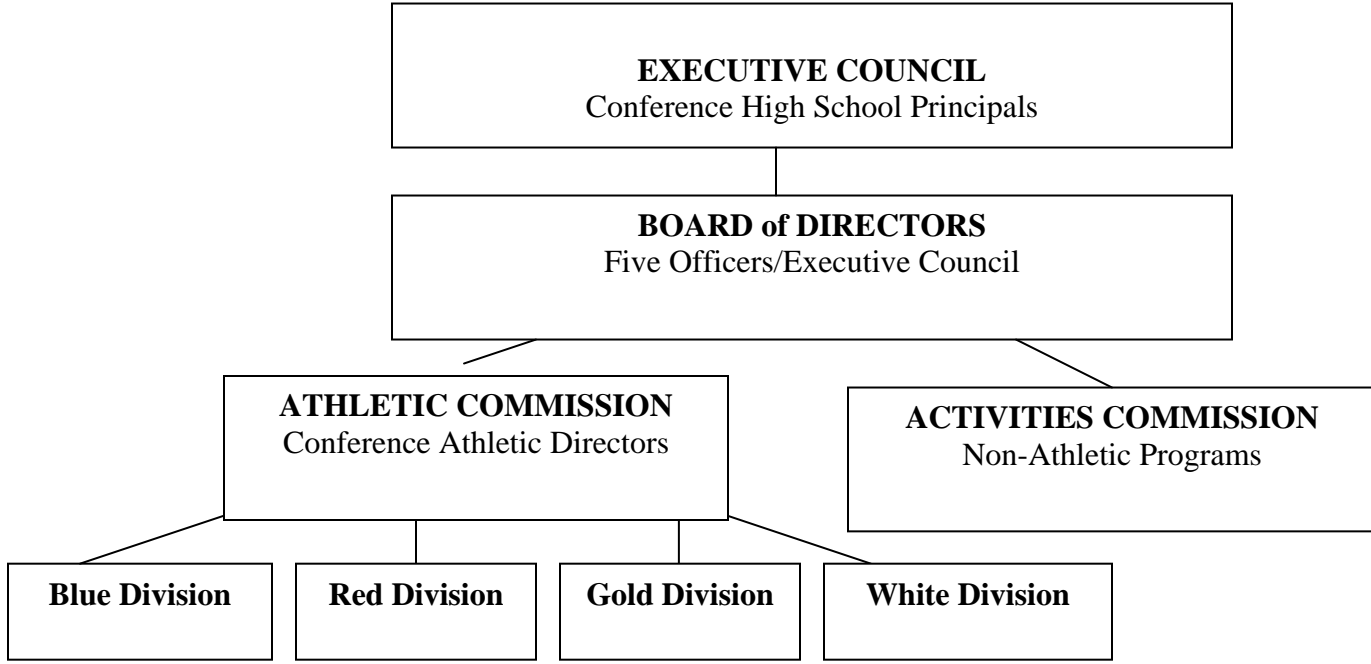 EXECUTIVE COUNCIL
Conference High School Principals
BOARD of DIRECTORS
Five Officers/Executive Council
ATHLETIC COMMISSION
Conference Athletic Directors
ACTIVITIES COMMISSION
Non-Athletic Programs
Blue Division
Red Division
Gold Division
White Division